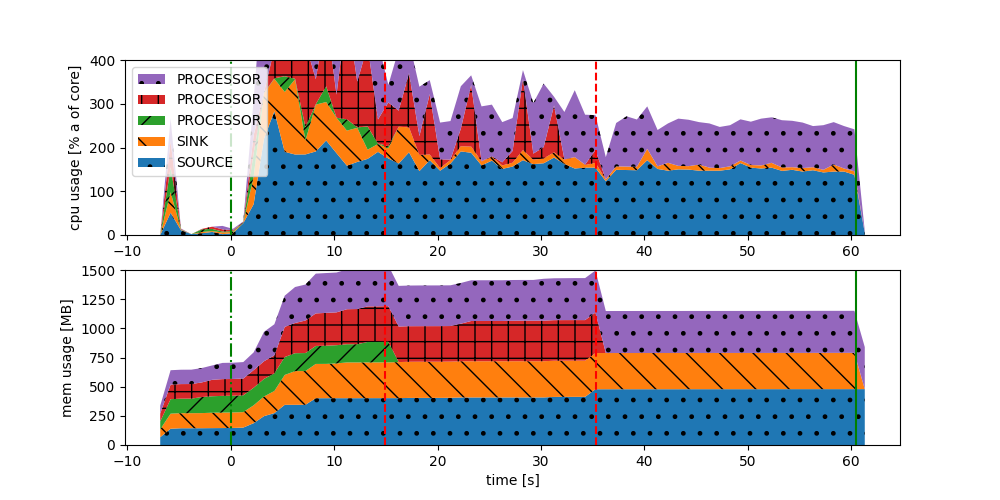 cpu usage [% a of core]
400
300
200
100
0
PROCESSOR
PROCESSOR
PROCESSOR
SINK
SOURCE
−10 0 10 20 30 40 50 60
mem usage [MB]
1500
1250
1000
750
500
250
0
−10 0 10 20 30 40 50 60
time [s]